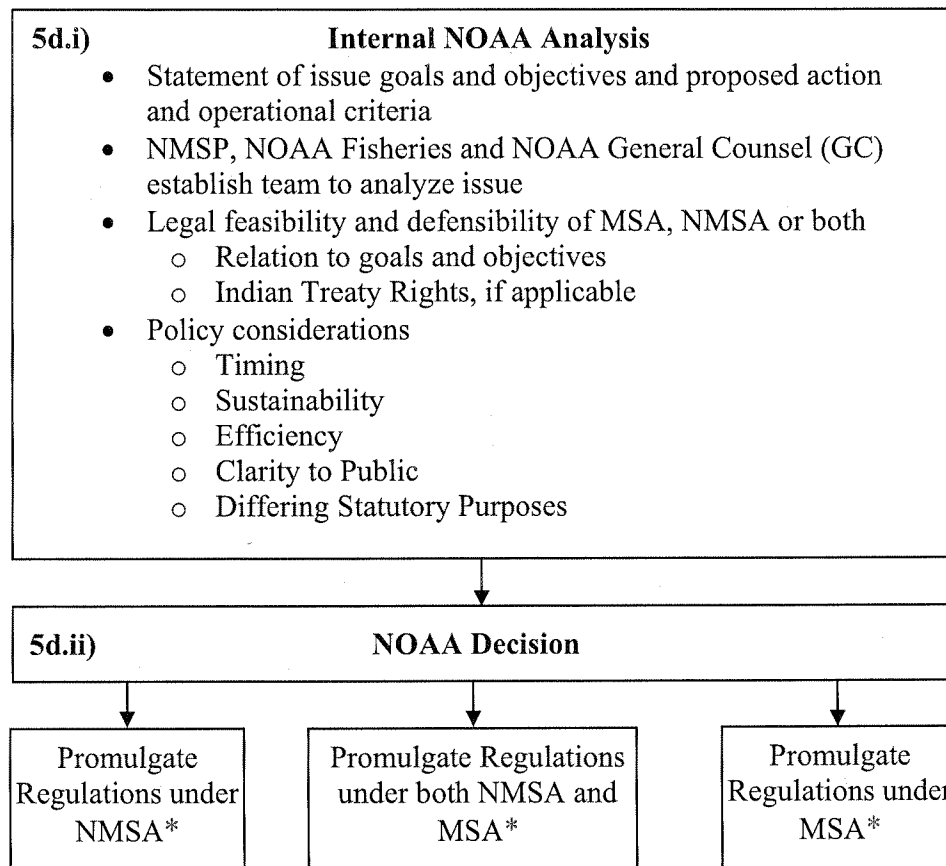 5d.i) Internal NOAA Analysis
• Statement of issue goals and objectives and proposed action
and operational criteria
• NMSP, NOAA Fisheries and NOAA General Counsel (GC)
establish team to analyze issue
• Legal feasibility and defensibility of MSA, NMSA or both
o Relation to goals and objectives
o Indian Treaty Rights, if applicable
• Policy considerations
o Timing
o Sustainability
o Efficiency
o Clarity to Public
o Differing Statutory Purposes
5d.ii) NOAA Decision
Promulgate
Regulations under
NMSA*
Promulgate Regulations
under both NMSA and
MSA*
Promulgate
Regulations under
MSA*